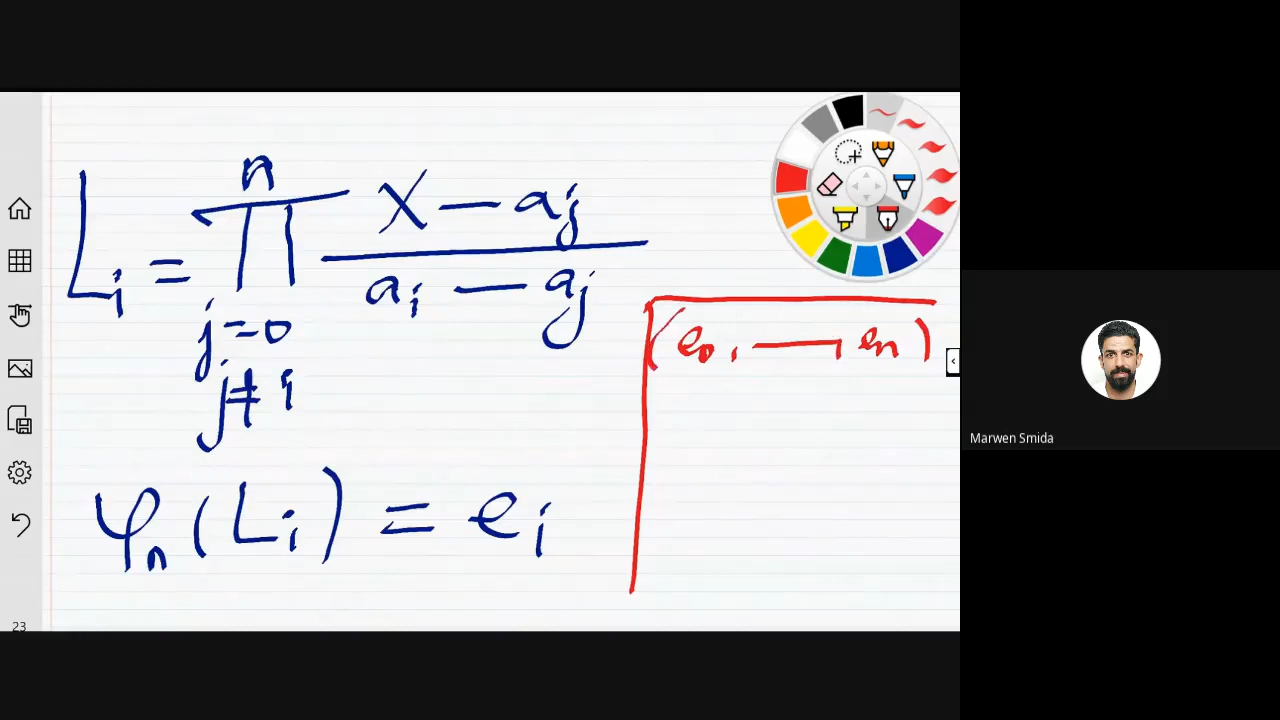 n
L_i = ∏ (X - a_j) / (a_i - a_j)
j = 0
j ≠ i
(e_0, — , e_n)
φ_n(L_i) = e_i
Marwen Smida
23